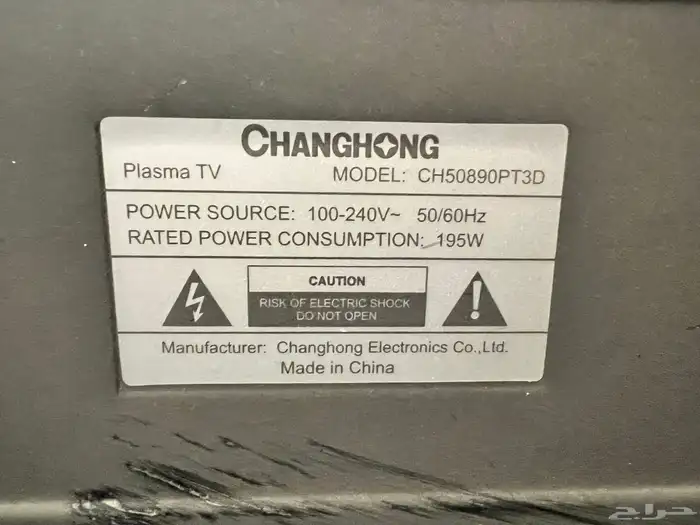 CHANGHONG
Plasma TV MODEL: CH50890PT3D
POWER SOURCE: 100-240V~ 50/60Hz
RATED POWER CONSUMPTION: 195W
CAUTION
RISK OF ELECTRIC SHOCK
DO NOT OPEN
Manufacturer: Changhong Electronics Co.,Ltd.
Made in China
حراج